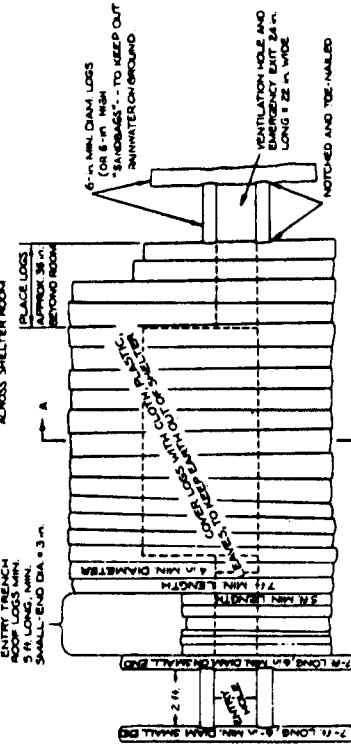 ACROSS SHELTER ROOM
ENTRY TRENCH
ROOF LOGS MIN.
5 ft. LONG, MIN.
SMALL-END DIA = 3 in.
PLACE LOGS
APPROX 36 in.
BEYOND ROOM
6-in MIN. DIAM. LOGS
(OR 6-in HIGH
"SANDBAGS" -- TO KEEP OUT
RAINWATER ON GROUND
A
COVER LOGS WITH CLOTH, PLASTIC,
LEAVES, TO KEEP EARTH OUT OF SHELTER
VENTILATION HOLE AND
EMERGENCY EXIT 24 in.
LONG & 22 in. WIDE
NOTCHED AND TOE-NAILED
4 in MIN. DIAMETER
7 ft MIN. LENGTH
5 ft. MIN. LENGTH
7-ft LONG, 6-in MIN. DIAM ON SMALL END
2 ft.
ENTRY
HOLE
7-ft. LONG, 6-in. MIN. DIAM SMALL END